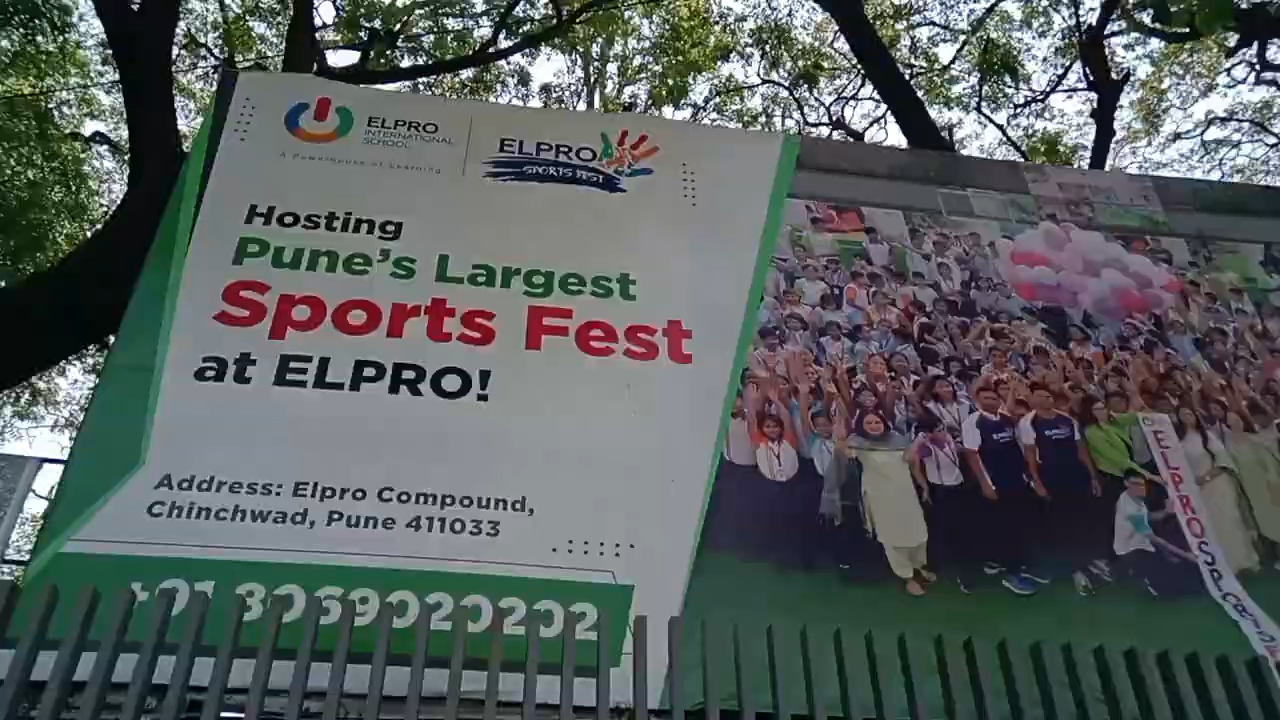 ELPRO
INTERNATIONAL
SCHOOL
A Powerhouse of Learning
ELPRO
SPORTS FEST
Hosting
Pune's Largest
Sports Fest
at ELPRO!
Address: Elpro Compound,
Chinchwad, Pune 411033
ELPRO